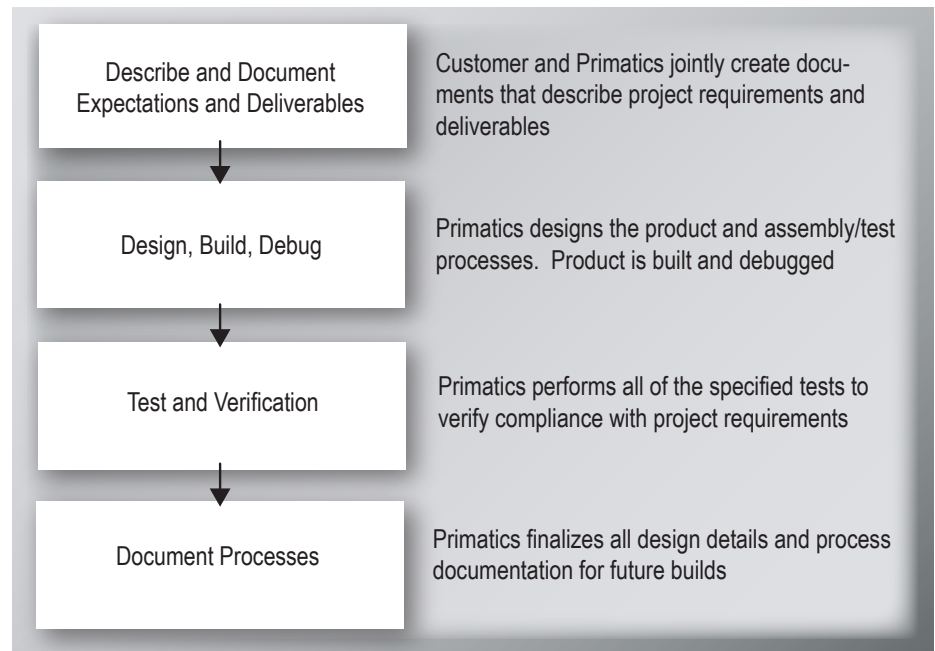 Describe and Document
Expectations and Deliverables
Customer and Primatics jointly create docu-
ments that describe project requirements and
deliverables
Design, Build, Debug
Primatics designs the product and assembly/test
processes.  Product is built and debugged
Test and Verification
Primatics performs all of the specified tests to
verify compliance with project requirements
Document Processes
Primatics finalizes all design details and process
documentation for future builds